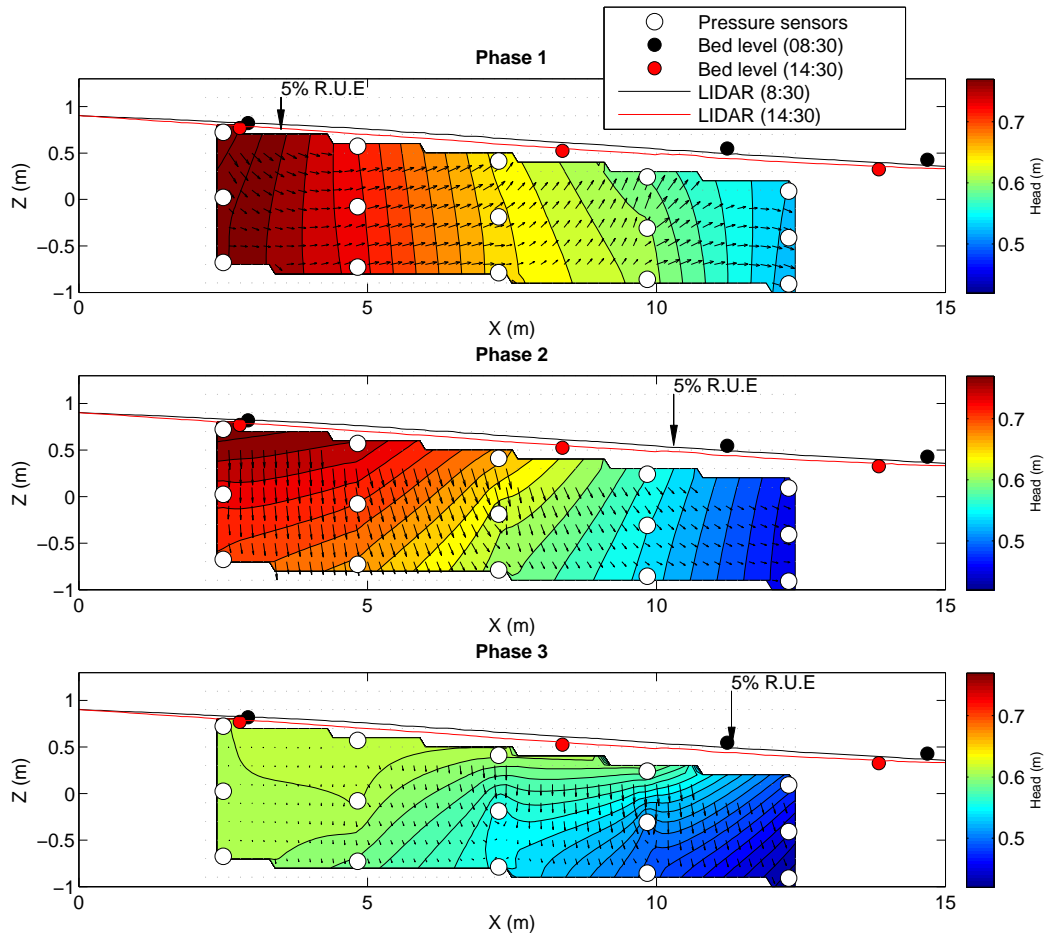 Pressure sensors
Bed level (08:30)
Bed level (14:30)
LIDAR (8:30)
LIDAR (14:30)
Phase 1
5% R.U.E
1
0.5
0
−0.5
−1
Z (m)
0 5 10 15
X (m)
0.7
0.6
0.5
Head (m)
Phase 2
5% R.U.E
1
0.5
0
−0.5
−1
Z (m)
0 5 10 15
X (m)
0.7
0.6
0.5
Head (m)
Phase 3
5% R.U.E
1
0.5
0
−0.5
−1
Z (m)
0 5 10 15
X (m)
0.7
0.6
0.5
Head (m)